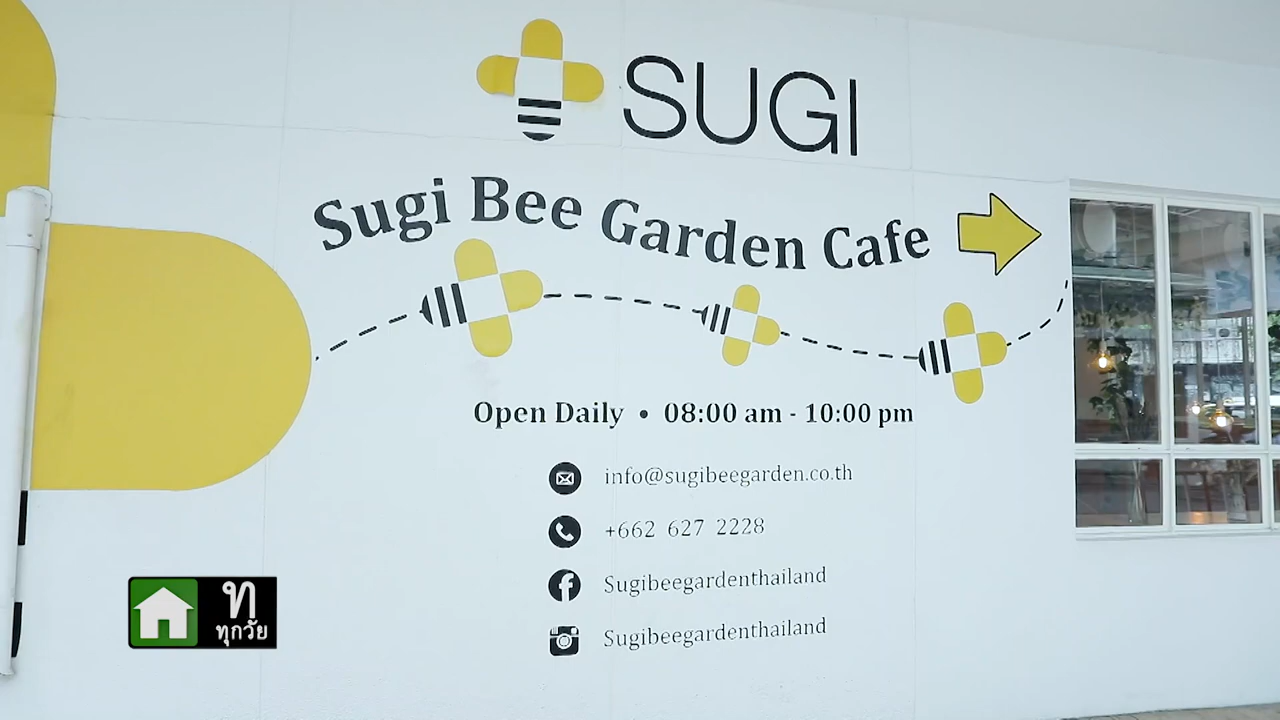 SUGI
Sugi Bee Garden Cafe
Open Daily • 08:00 am - 10:00 pm
info@sugibeegarden.co.th
+662 627 2228
Sugibeegardenthailand
Sugibeegardenthailand
ท
ทุกวัย